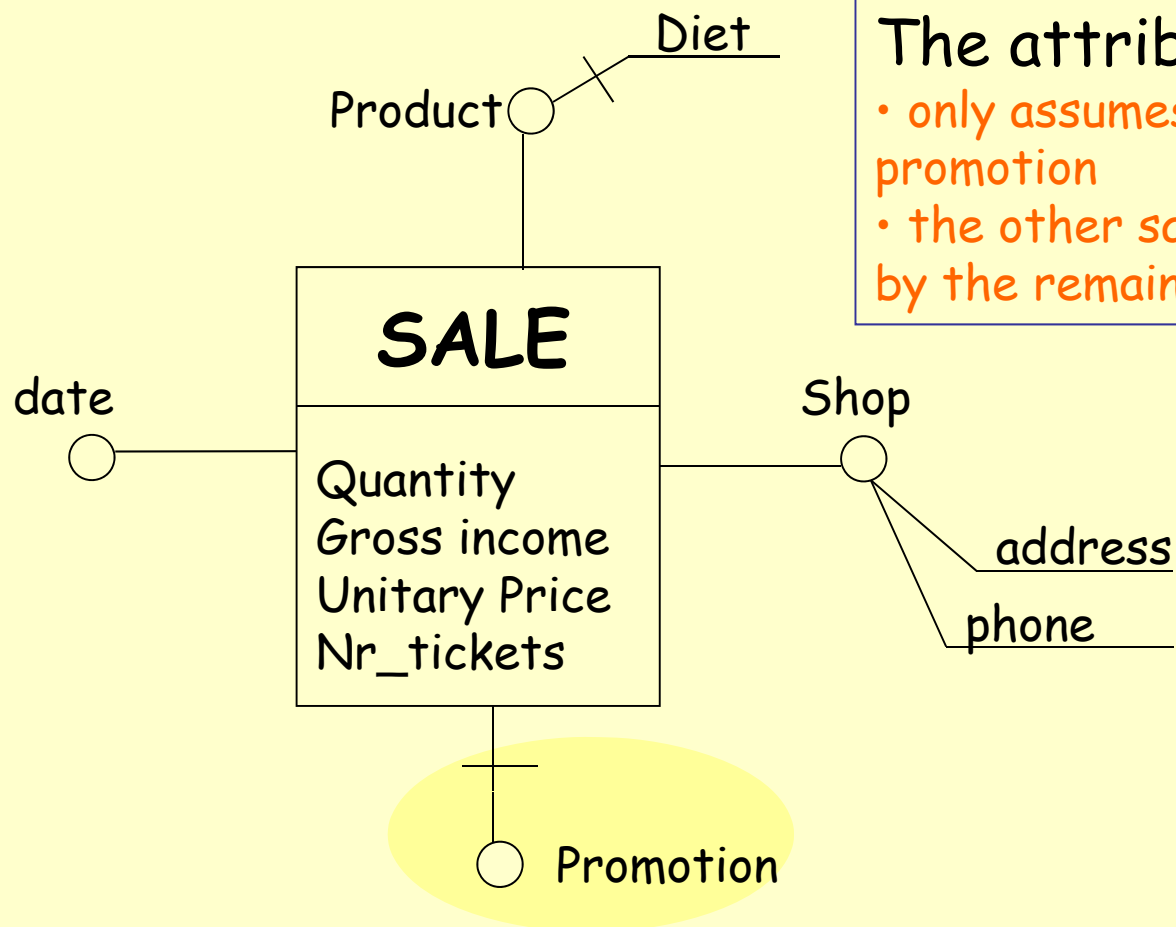 Diet
Product
The attrib
• only assumes
promotion
• the other sa
by the remain
SALE
date
Shop
Quantity
Gross income
Unitary Price
Nr_tickets
address
phone
Promotion